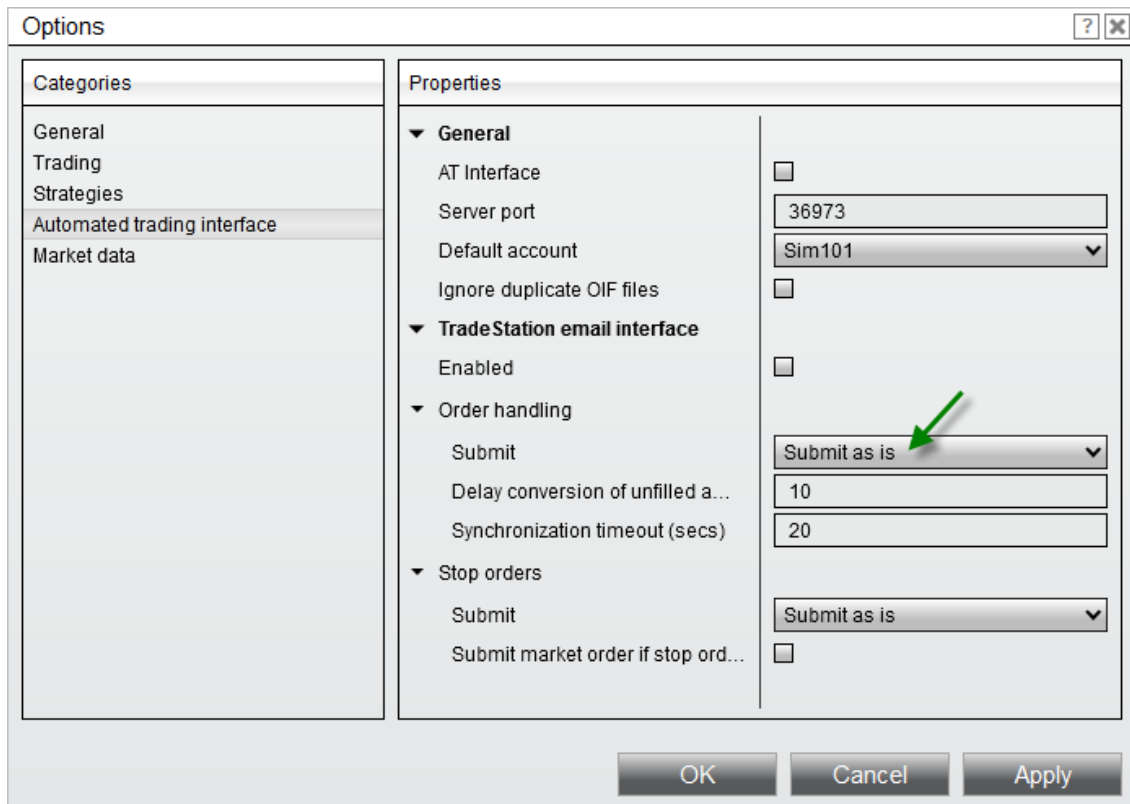 Options
Categories
General
Trading
Strategies
Automated trading interface
Market data
Properties
General
AT Interface
Server port 36973
Default account Sim101
Ignore duplicate OIF files
TradeStation email interface
Enabled
Order handling
Submit Submit as is
Delay conversion of unfilled a... 10
Synchronization timeout (secs) 20
Stop orders
Submit Submit as is
Submit market order if stop ord...
OK Cancel Apply